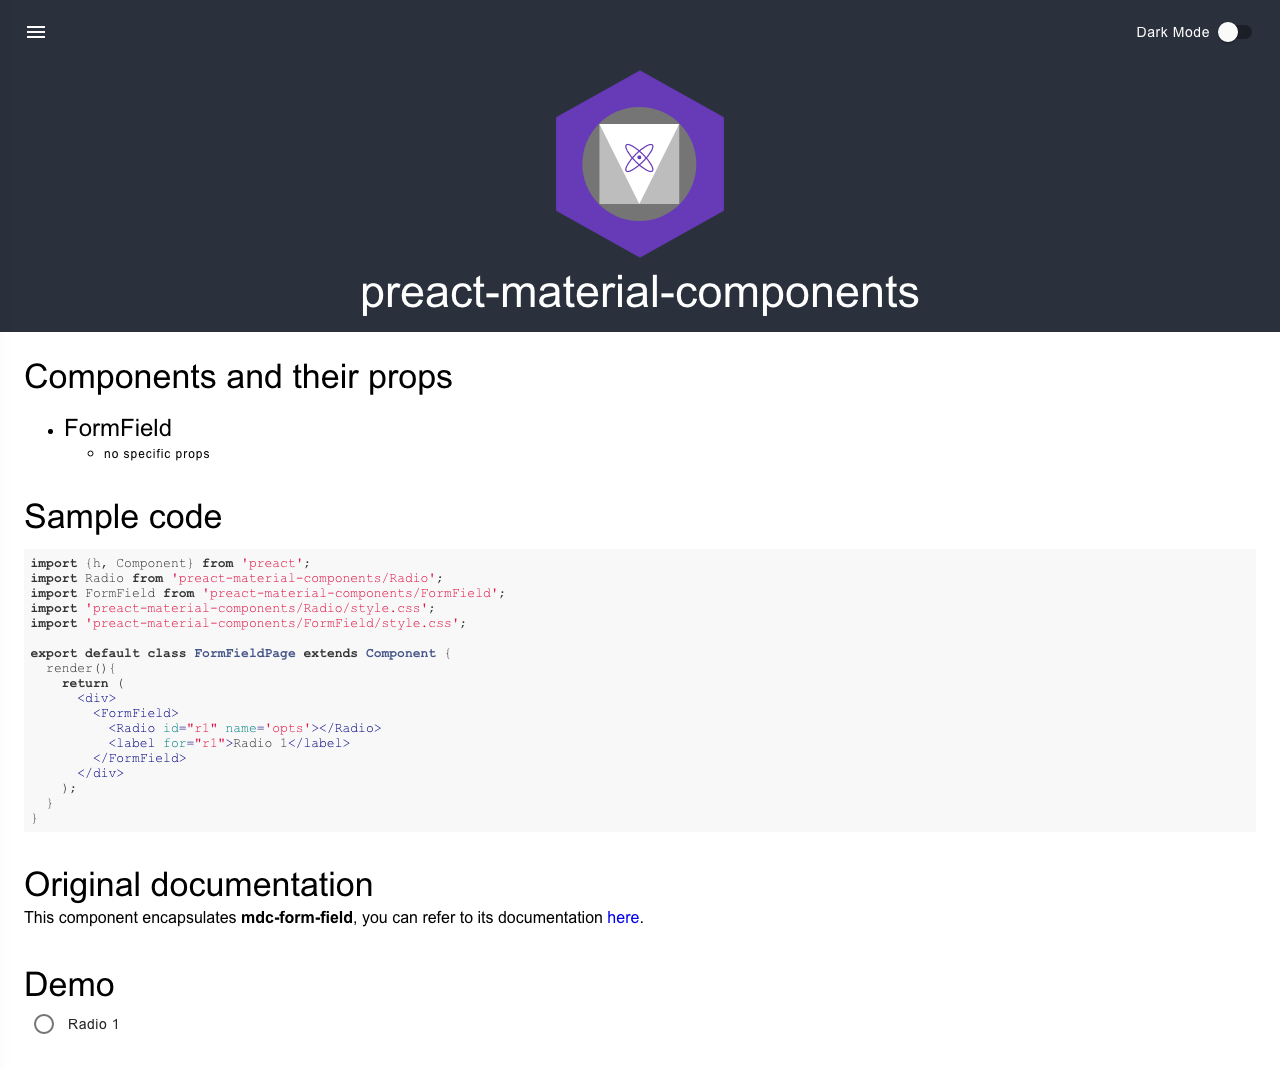 Dark Mode
preact-material-components
Components and their props
FormField
no specific props
Sample code
import {h, Component} from 'preact';
import Radio from 'preact-material-components/Radio';
import FormField from 'preact-material-components/FormField';
import 'preact-material-components/Radio/style.css';
import 'preact-material-components/FormField/style.css';
export default class FormFieldPage extends Component {
  render(){
    return (
      <div>
        <FormField>
          <Radio id="r1" name='opts'></Radio>
          <label for="r1">Radio 1</label>
        </FormField>
      </div>
    );
  }
}
Original documentation
This component encapsulates mdc-form-field, you can refer to its documentation here.
Demo
Radio 1